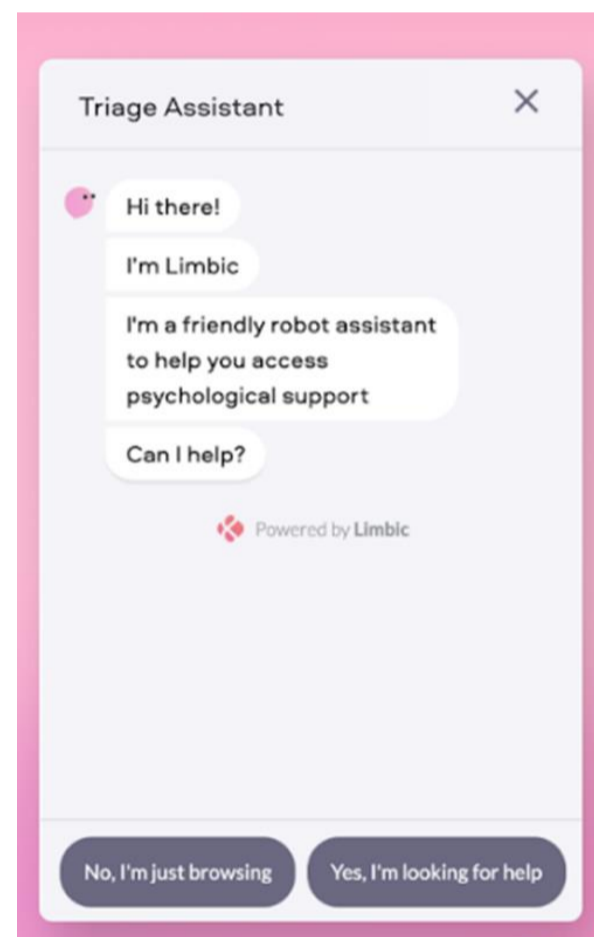 Triage Assistant
Hi there!
I'm Limbic
I'm a friendly robot assistant
to help you access
psychological support
Can I help?
Powered by Limbic
No, I'm just browsing
Yes, I'm looking for help